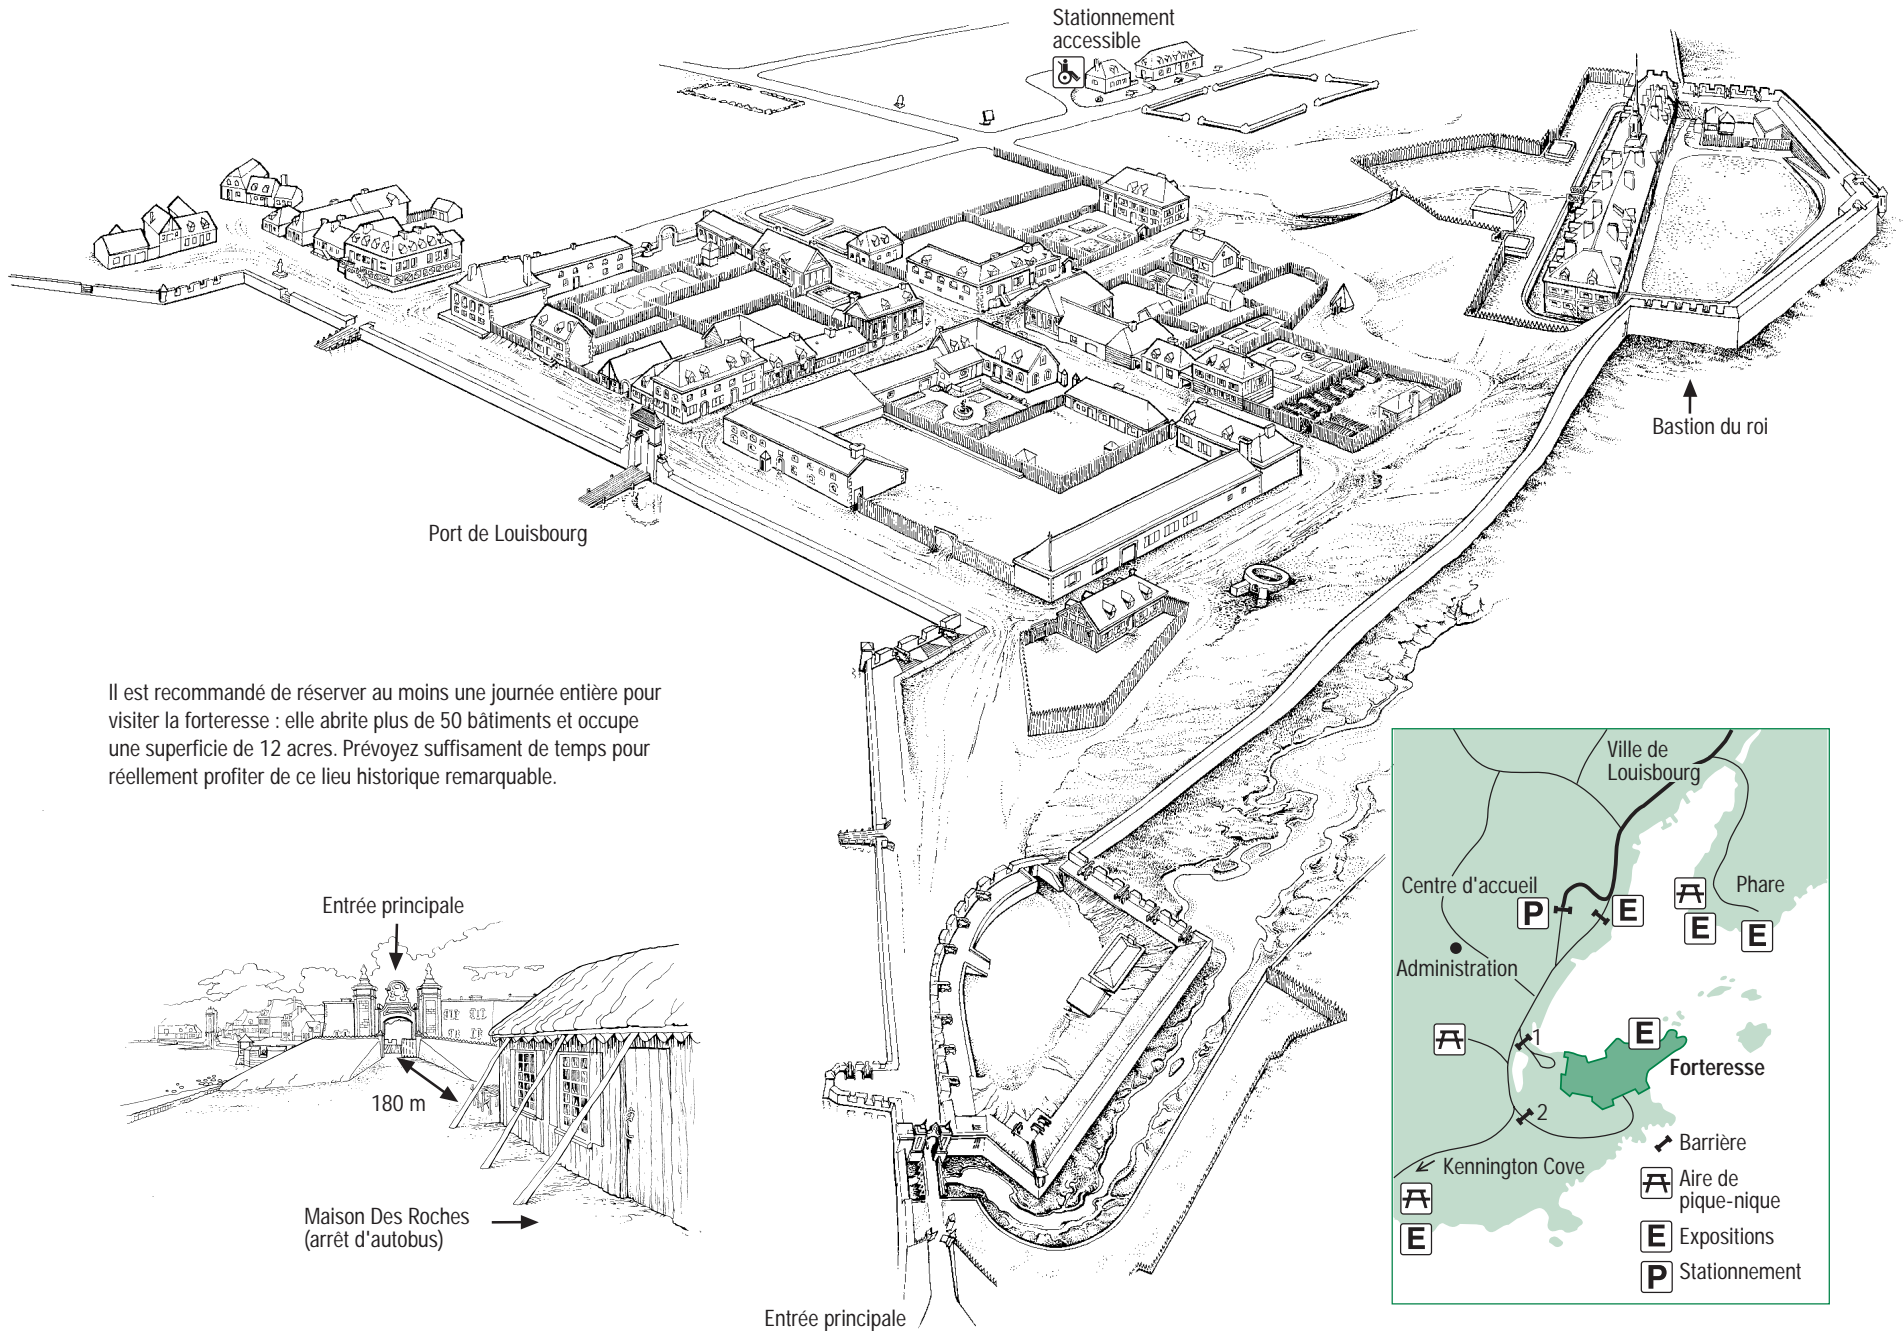 Stationnement
accessible
Bastion du roi
Port de Louisbourg
Il est recommandé de réserver au moins une journée entière pour
visiter la forteresse : elle abrite plus de 50 bâtiments et occupe
une superficie de 12 acres. Prévoyez suffisament de temps pour
réellement profiter de ce lieu historique remarquable.
Entrée principale
180 m
Maison Des Roches
(arrêt d'autobus)
Entrée principale
Ville de
Louisbourg
Centre d'accueil
P
E
Phare
E
E
Administration
1
E
Forteresse
2
Kennington Cove
E
Barrière
Aire de
pique-nique
E Expositions
P Stationnement